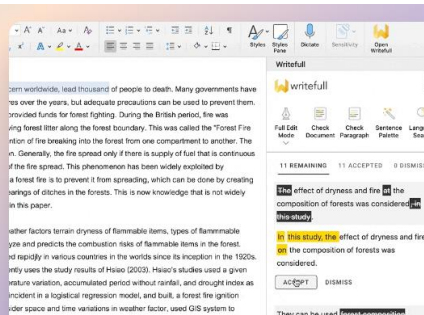 A^ A˅ Aa A
Styles Styles Pane Dictate Sensitivity Open Writefull
Writefull
cern worldwide, lead thousand of people to death. Many governments have
res over the years, but adequate precautions can be used to prevent them.
provided funds for forest fighting. During the British period, fire was
ving forest litter along the forest boundary. This was called the "Forest Fire
ntion of fire breaking into the forest from one compartment to another. The
on. Generally, the fire spread only if there is supply of fuel that is continuous
of the fire spread. This phenomenon has been widely exploited by
a forest fire is to prevent it from spreading, which can be done by creating
earings of ditches in the forests. This is now knowledge that is not widely
in this paper.
eather factors terrain dryness of flammable items, types of flammmable
yze and predicts the combustion risks of flammable items in the forest.
ed rapidjly in various countries in the worlds since its inception in the 1920s.
ently uses the study results of Hsiao (2003). Hsiao's studies used a given
erature variation, accumulated period without rainfall, and drought index as
incident in a logistical regression model, and built, a forest fire ignition
der space and time variations in weather factor, used GIS system to
writefull
Full Edit Mode
Check Document
Check Paragraph
Sentence Palette
Lang Sea
11 REMAINING 11 ACCEPTED 0 DISMISS
The effect of dryness and fire at the
composition of forests was considered, in
this study.
In this study, the effect of dryness and fire
on the composition of forests was
considered.
ACCEPT DISMISS
They can be used forest composition